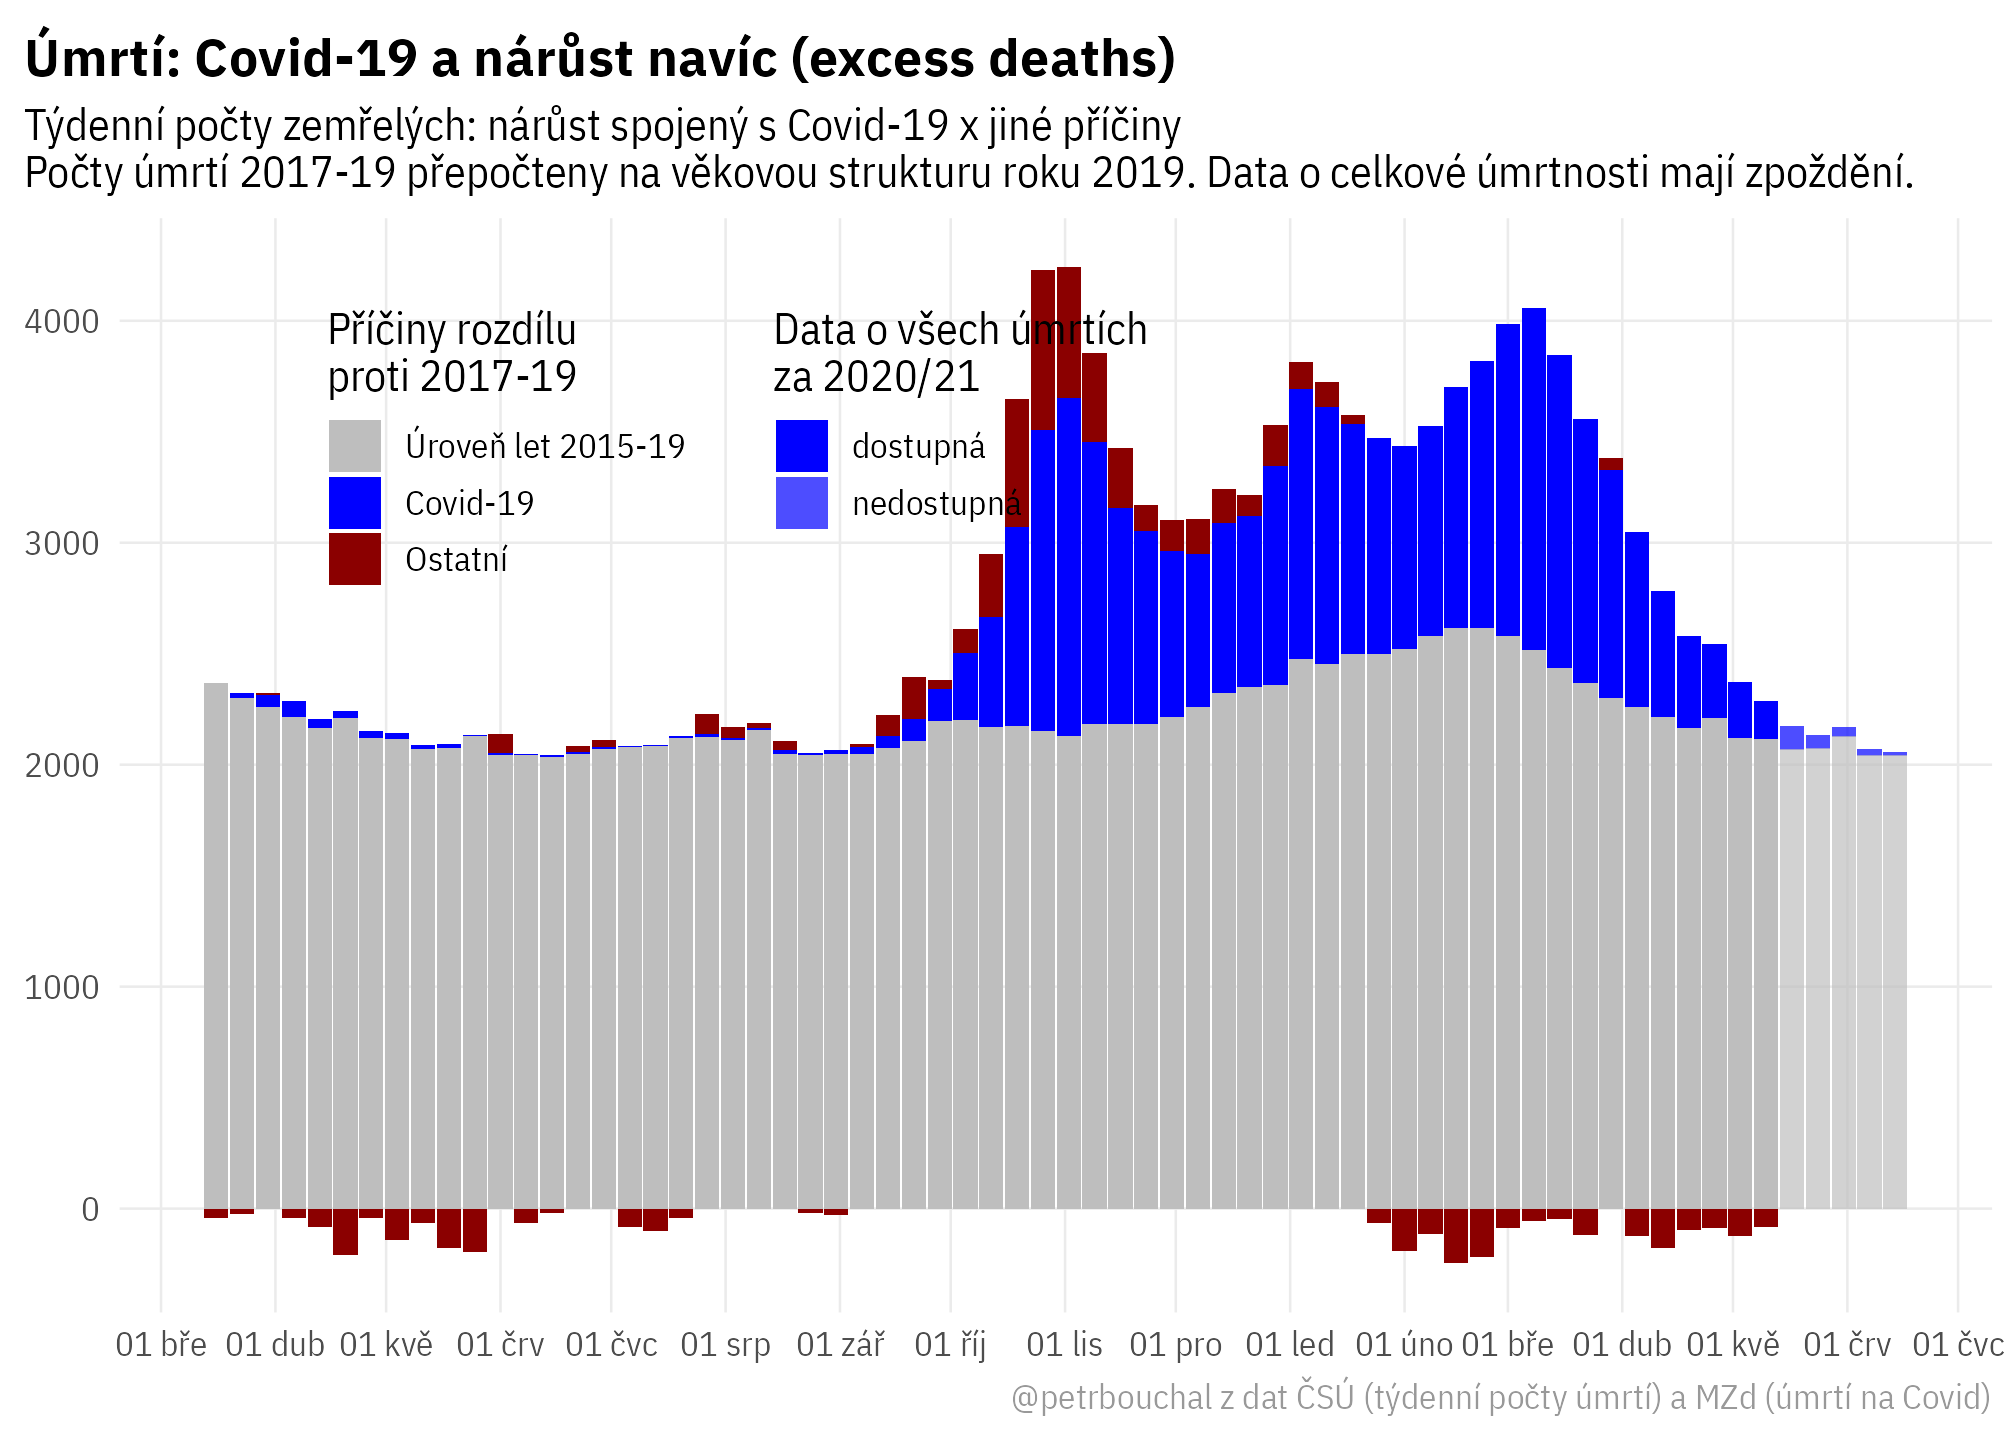 Úmrtí: Covid-19 a nárůst navíc (excess deaths)
Týdenní počty zemřelých: nárůst spojený s Covid-19 x jiné příčiny
Počty úmrtí 2017-19 přepočteny na věkovou strukturu roku 2019. Data o celkové úmrtnosti mají zpoždění.
Příčiny rozdílu
proti 2017-19
Úroveň let 2015-19
Covid-19
Ostatní
Data o všech úmrtích
za 2020/21
dostupná
nedostupná
4000
3000
2000
1000
0
01 bře 01 dub 01 kvě 01 črv 01 čvc 01 srp 01 zář 01 říj 01 lis 01 pro 01 led 01 úno 01 bře 01 dub 01 kvě 01 črv 01 čvc
@petrbouchal z dat ČSÚ (týdenní počty úmrtí) a MZd (úmrtí na Covid)